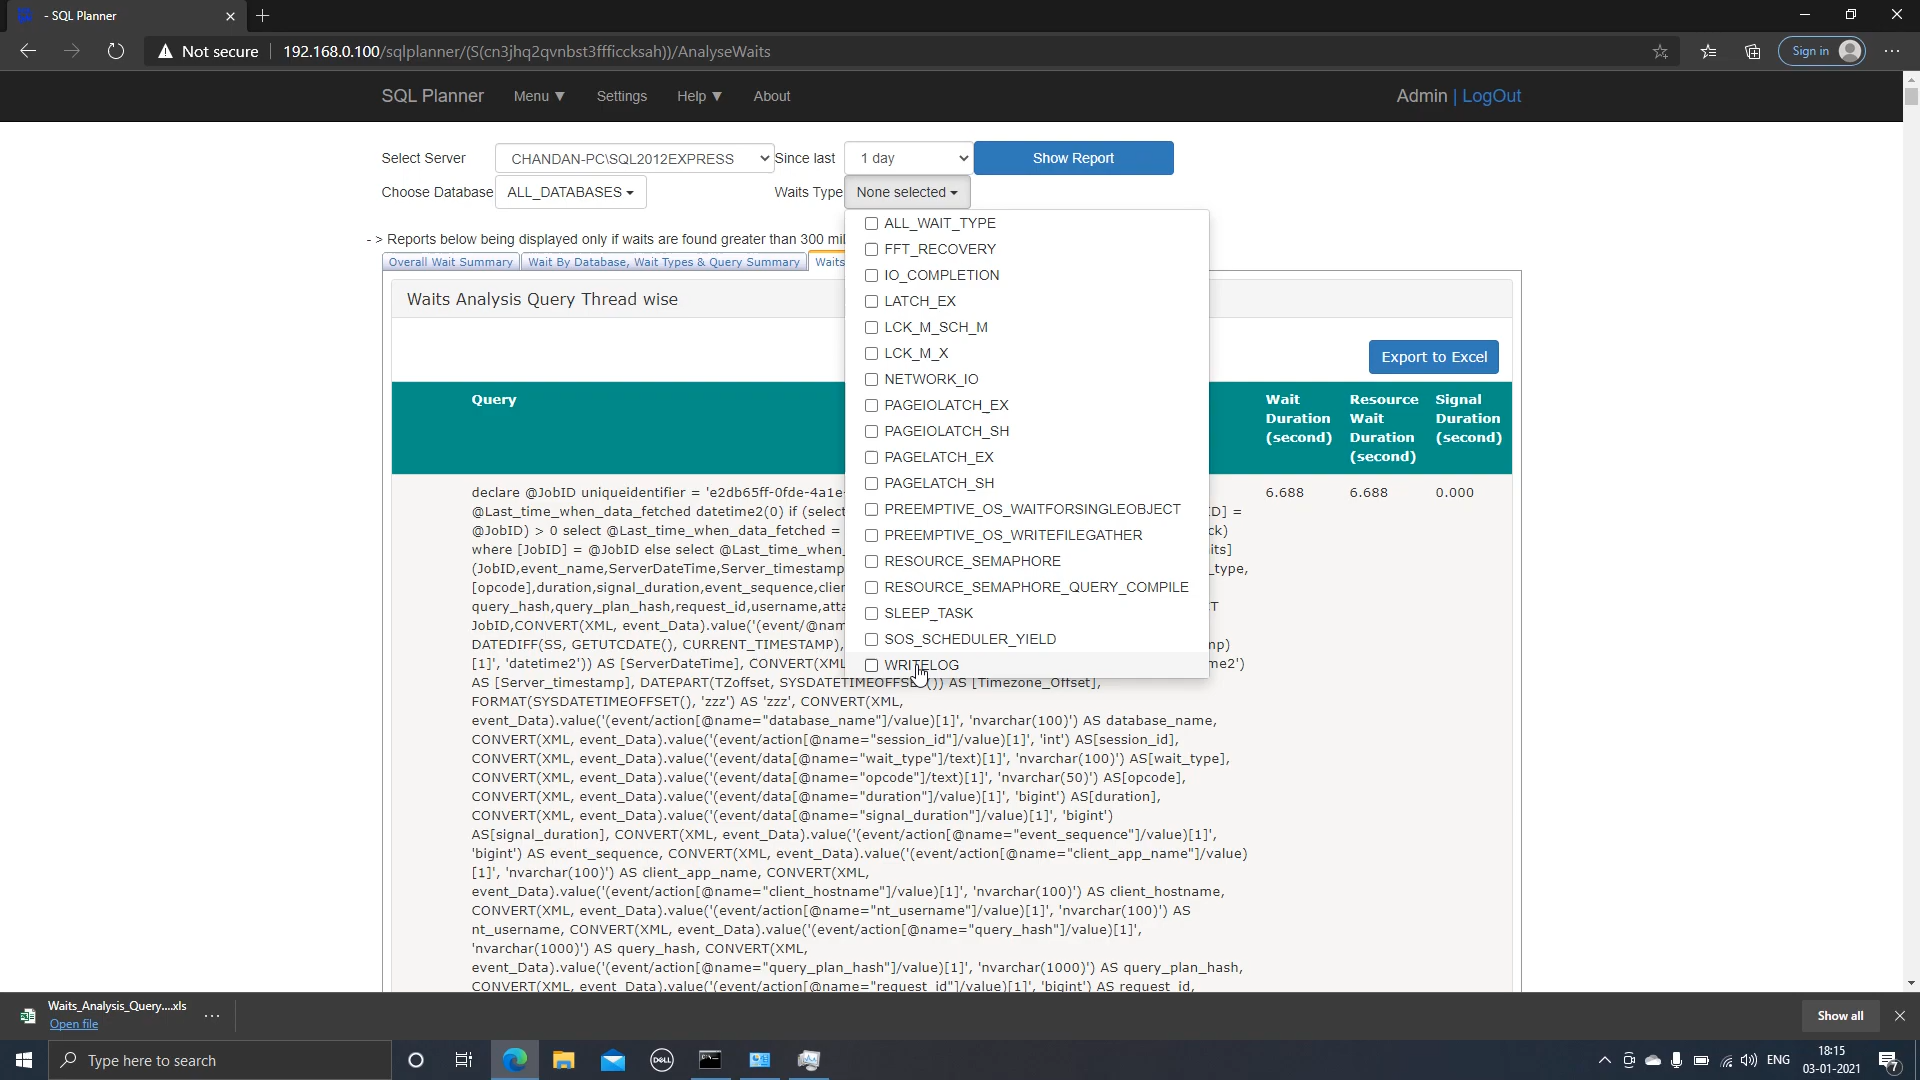 - SQL Planner
Not secure
192.168.0.100/sqlplanner/(S(cn3jhq2qvnbst3ffficcksah))/AnalyseWaits
Sign in
SQL Planner
Menu ▼
Settings
Help ▼
About
Admin | LogOut
Select Server
CHANDAN-PC\SQL2012EXPRESS
Since last
1 day
Show Report
Choose Database
ALL_DATABASES
Waits Type
None selected
- > Reports below being displayed only if waits are found greater than 300 mil
Overall Wait Summary
Wait By Database, Wait Types & Query Summary
Waits
ALL_WAIT_TYPE
FFT_RECOVERY
IO_COMPLETION
LATCH_EX
LCK_M_SCH_M
LCK_M_X
NETWORK_IO
PAGEIOLATCH_EX
PAGEIOLATCH_SH
PAGELATCH_EX
PAGELATCH_SH
PREEMPTIVE_OS_WAITFORSINGLEOBJECT
PREEMPTIVE_OS_WRITEFILEGATHER
RESOURCE_SEMAPHORE
RESOURCE_SEMAPHORE_QUERY_COMPILE
SLEEP_TASK
SOS_SCHEDULER_YIELD
WRITELOG
Waits Analysis Query Thread wise
Export to Excel
Query
Wait Duration (second)
Resource Wait Duration (second)
Signal Duration (second)
6.688
6.688
0.000
declare @JobID uniqueidentifier = 'e2db65ff-0fde-4a1e- D] =
@Last_time_when_data_fetched datetime2(0) if (select
@JobID) > 0 select @Last_time_when_data_fetched = ck)
where [JobID] = @JobID else select @Last_time_when_ its]
(JobID,event_name,ServerDateTime,Server_timestamp _type,
[opcode],duration,signal_duration,event_sequence,clien
query_hash,query_plan_hash,request_id,username,atta T
JobID,CONVERT(XML, event_Data).value('(event/@nam
DATEDIFF(SS, GETUTCDATE(), CURRENT_TIMESTAMP), mp)
[1]', 'datetime2')) AS [ServerDateTime], CONVERT(XML me2')
AS [Server_timestamp], DATEPART(TZoffset, SYSDATETIMEOFFSET()) AS [Timezone_Offset],
FORMAT(SYSDATETIMEOFFSET(), 'zzz') AS 'zzz', CONVERT(XML,
event_Data).value('(event/action[@name="database_name"]/value)[1]', 'nvarchar(100)') AS database_name,
CONVERT(XML, event_Data).value('(event/action[@name="session_id"]/value)[1]', 'int') AS[session_id],
CONVERT(XML, event_Data).value('(event/data[@name="wait_type"]/text)[1]', 'nvarchar(100)') AS[wait_type],
CONVERT(XML, event_Data).value('(event/data[@name="opcode"]/text)[1]', 'nvarchar(50)') AS[opcode],
CONVERT(XML, event_Data).value('(event/data[@name="duration"]/value)[1]', 'bigint') AS[duration],
CONVERT(XML, event_Data).value('(event/data[@name="signal_duration"]/value)[1]', 'bigint')
AS[signal_duration], CONVERT(XML, event_Data).value('(event/action[@name="event_sequence"]/value)[1]',
'bigint') AS event_sequence, CONVERT(XML, event_Data).value('(event/action[@name="client_app_name"]/value)
[1]', 'nvarchar(100)') AS client_app_name, CONVERT(XML,
event_Data).value('(event/action[@name="client_hostname"]/value)[1]', 'nvarchar(100)') AS client_hostname,
CONVERT(XML, event_Data).value('(event/action[@name="nt_username"]/value)[1]', 'nvarchar(100)') AS
nt_username, CONVERT(XML, event_Data).value('(event/action[@name="query_hash"]/value)[1]',
'nvarchar(1000)') AS query_hash, CONVERT(XML,
event_Data).value('(event/action[@name="query_plan_hash"]/value)[1]', 'nvarchar(1000)') AS query_plan_hash,
CONVERT(XML, event_Data).value('(event/action[@name="request_id"]/value)[1]', 'bigint') AS request_id,
Waits_Analysis_Query....xls
Open file
Show all
Type here to search
DELL
ENG
18:15
03-01-2021
7